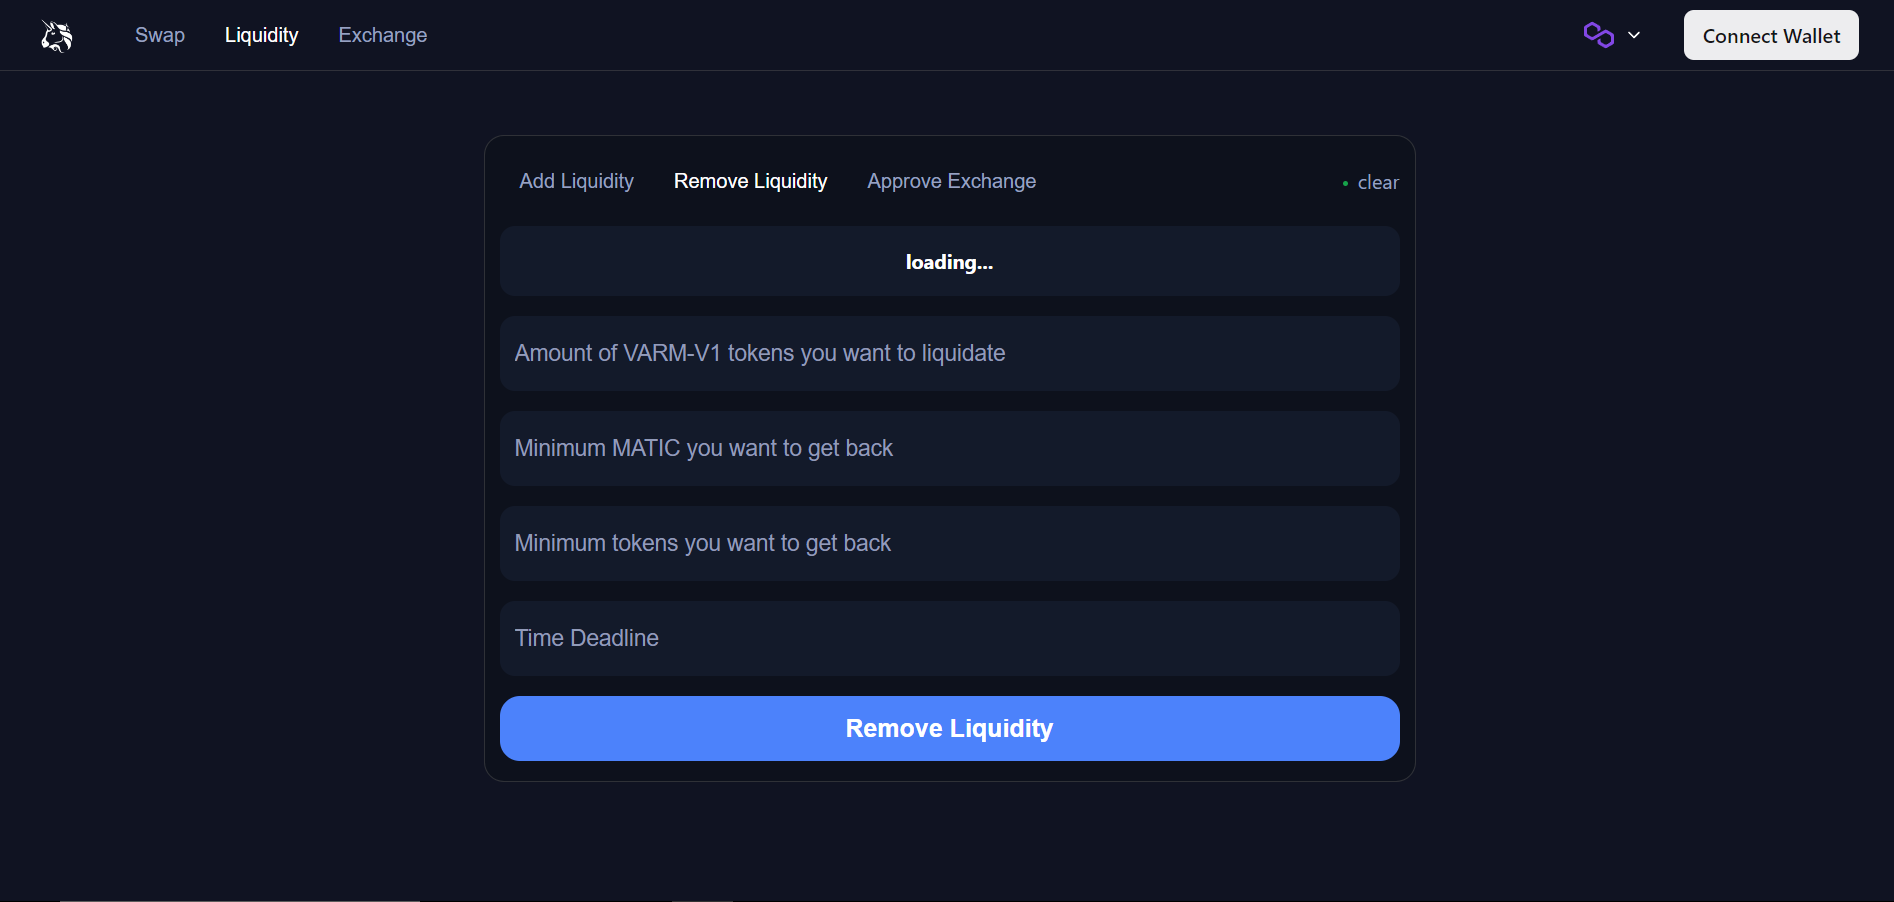 Swap Liquidity Exchange Connect Wallet
Add Liquidity Remove Liquidity Approve Exchange • clear
loading...
Amount of VARM-V1 tokens you want to liquidate
Minimum MATIC you want to get back
Minimum tokens you want to get back
Time Deadline
Remove Liquidity